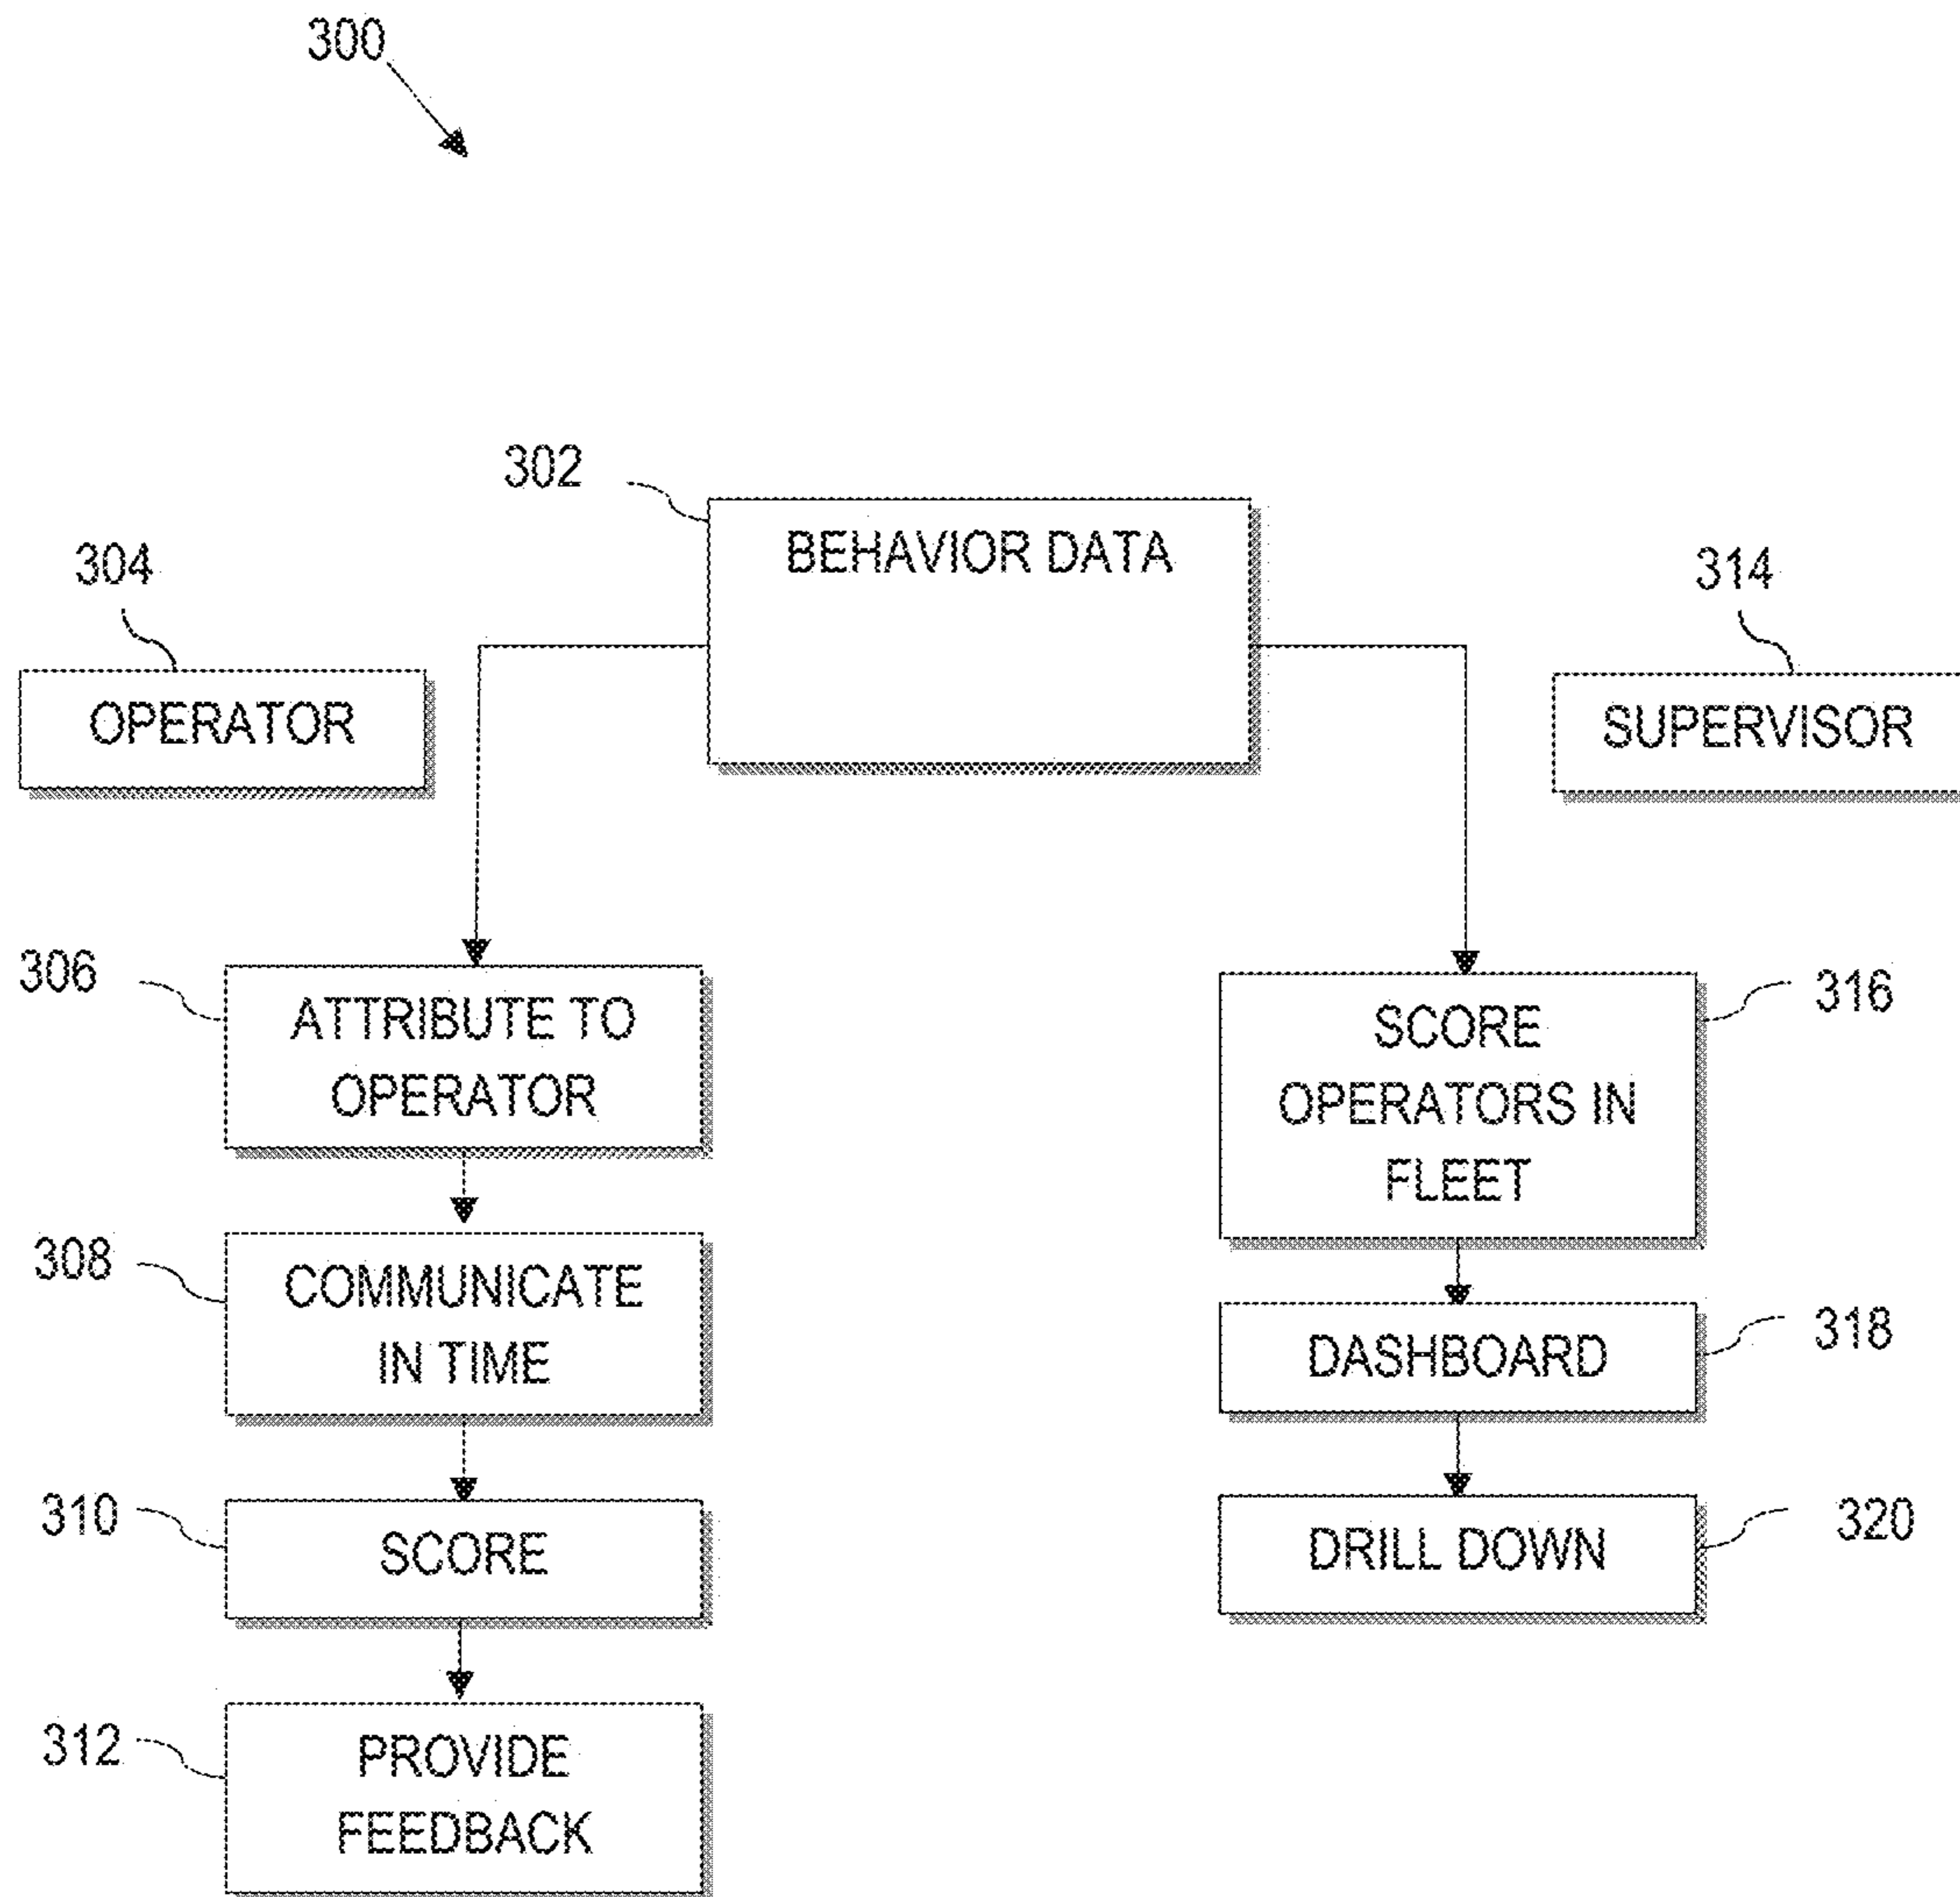 300
302
BEHAVIOR DATA
304
OPERATOR
314
SUPERVISOR
306
ATTRIBUTE TO
OPERATOR
308
COMMUNICATE
IN TIME
310
SCORE
312
PROVIDE
FEEDBACK
316
SCORE
OPERATORS IN
FLEET
318
DASHBOARD
320
DRILL DOWN